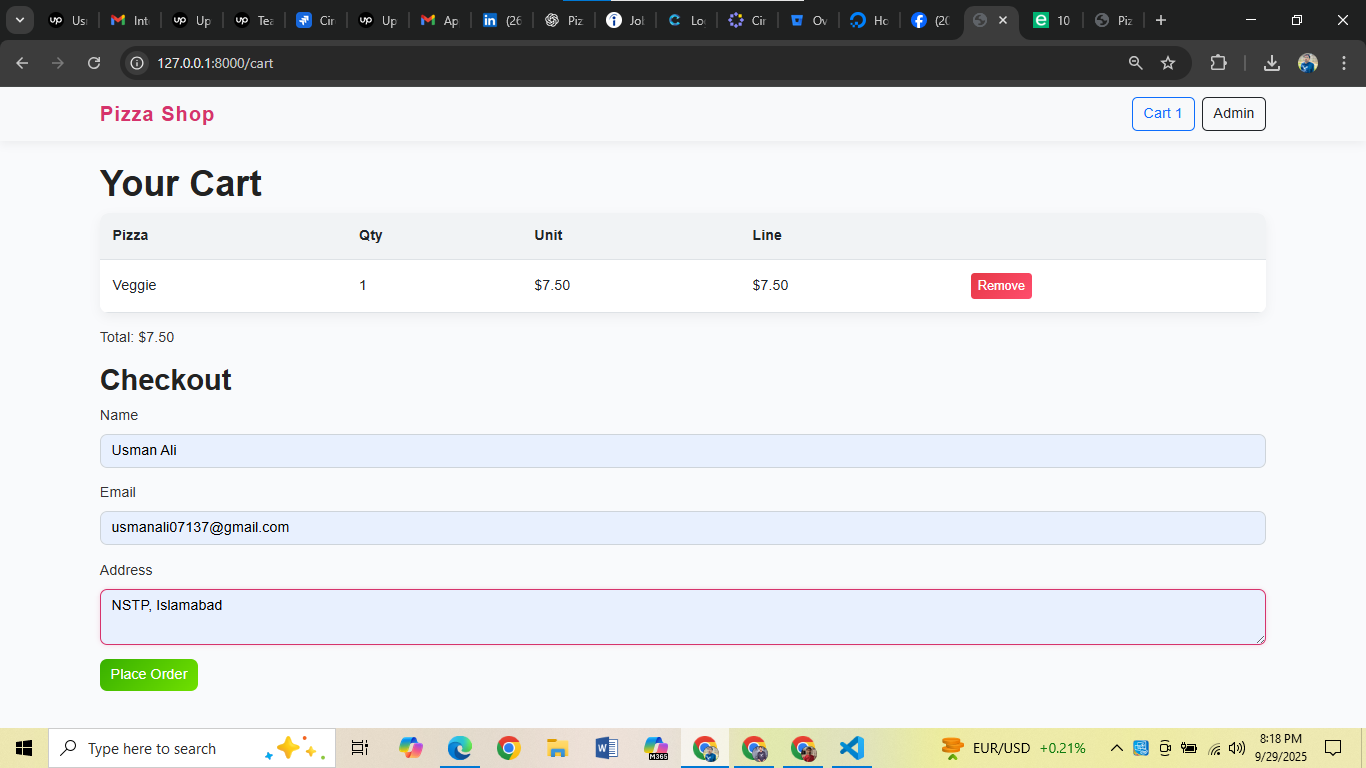 Usr
Inte
Up
Tea
Cir
Up
Ap
(26
Piz
Jol
Lo
Cir
Ov
Ho
(20
10
Piz
127.0.0.1:8000/cart
Pizza Shop
Cart 1
Admin
Your Cart
Pizza Qty Unit Line
Veggie 1 $7.50 $7.50 Remove
Total: $7.50
Checkout
Name
Usman Ali
Email
usmanali07137@gmail.com
Address
NSTP, Islamabad
Place Order
Type here to search
M365
EUR/USD +0.21%
8:18 PM
9/29/2025